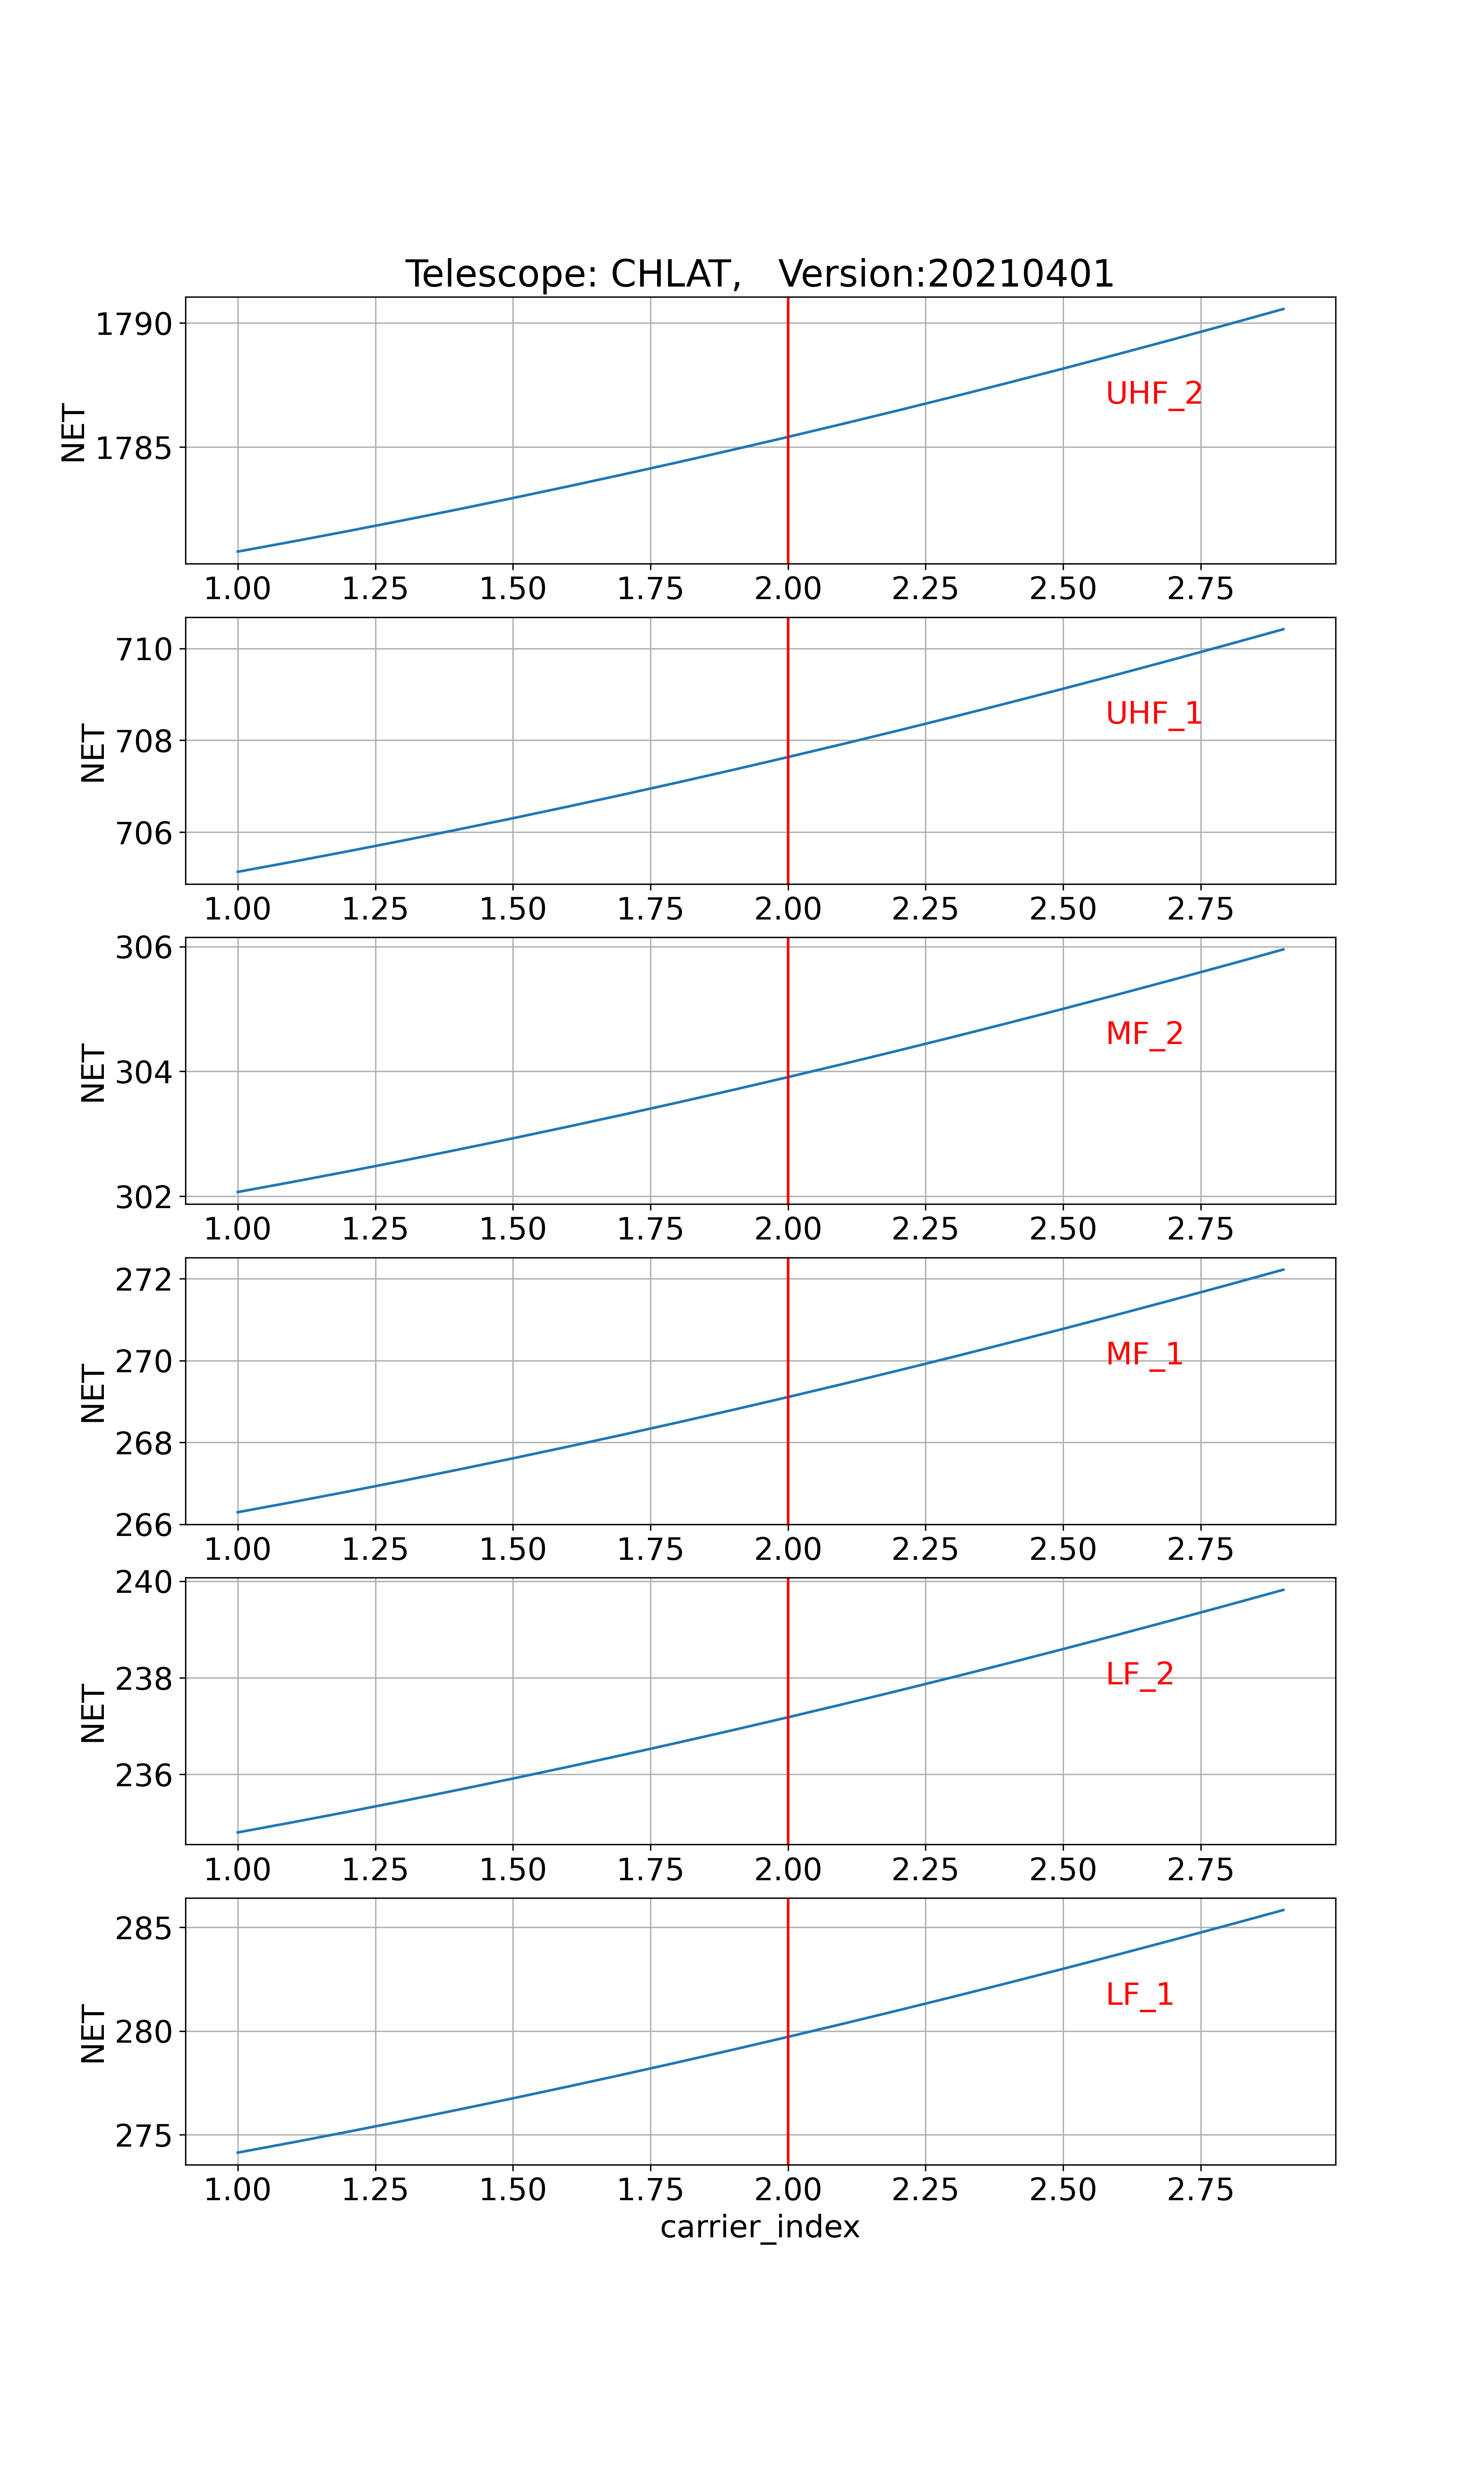 Telescope: CHLAT,   Version:20210401
1790
NET
UHF_2
1785
1.00 1.25 1.50 1.75 2.00 2.25 2.50 2.75
710
UHF_1
NET
708
706
1.00 1.25 1.50 1.75 2.00 2.25 2.50 2.75
306
MF_2
NET
304
302
1.00 1.25 1.50 1.75 2.00 2.25 2.50 2.75
272
MF_1
270
NET
268
266
1.00 1.25 1.50 1.75 2.00 2.25 2.50 2.75
240
LF_2
238
NET
236
1.00 1.25 1.50 1.75 2.00 2.25 2.50 2.75
285
LF_1
NET
280
275
1.00 1.25 1.50 1.75 2.00 2.25 2.50 2.75
carrier_index